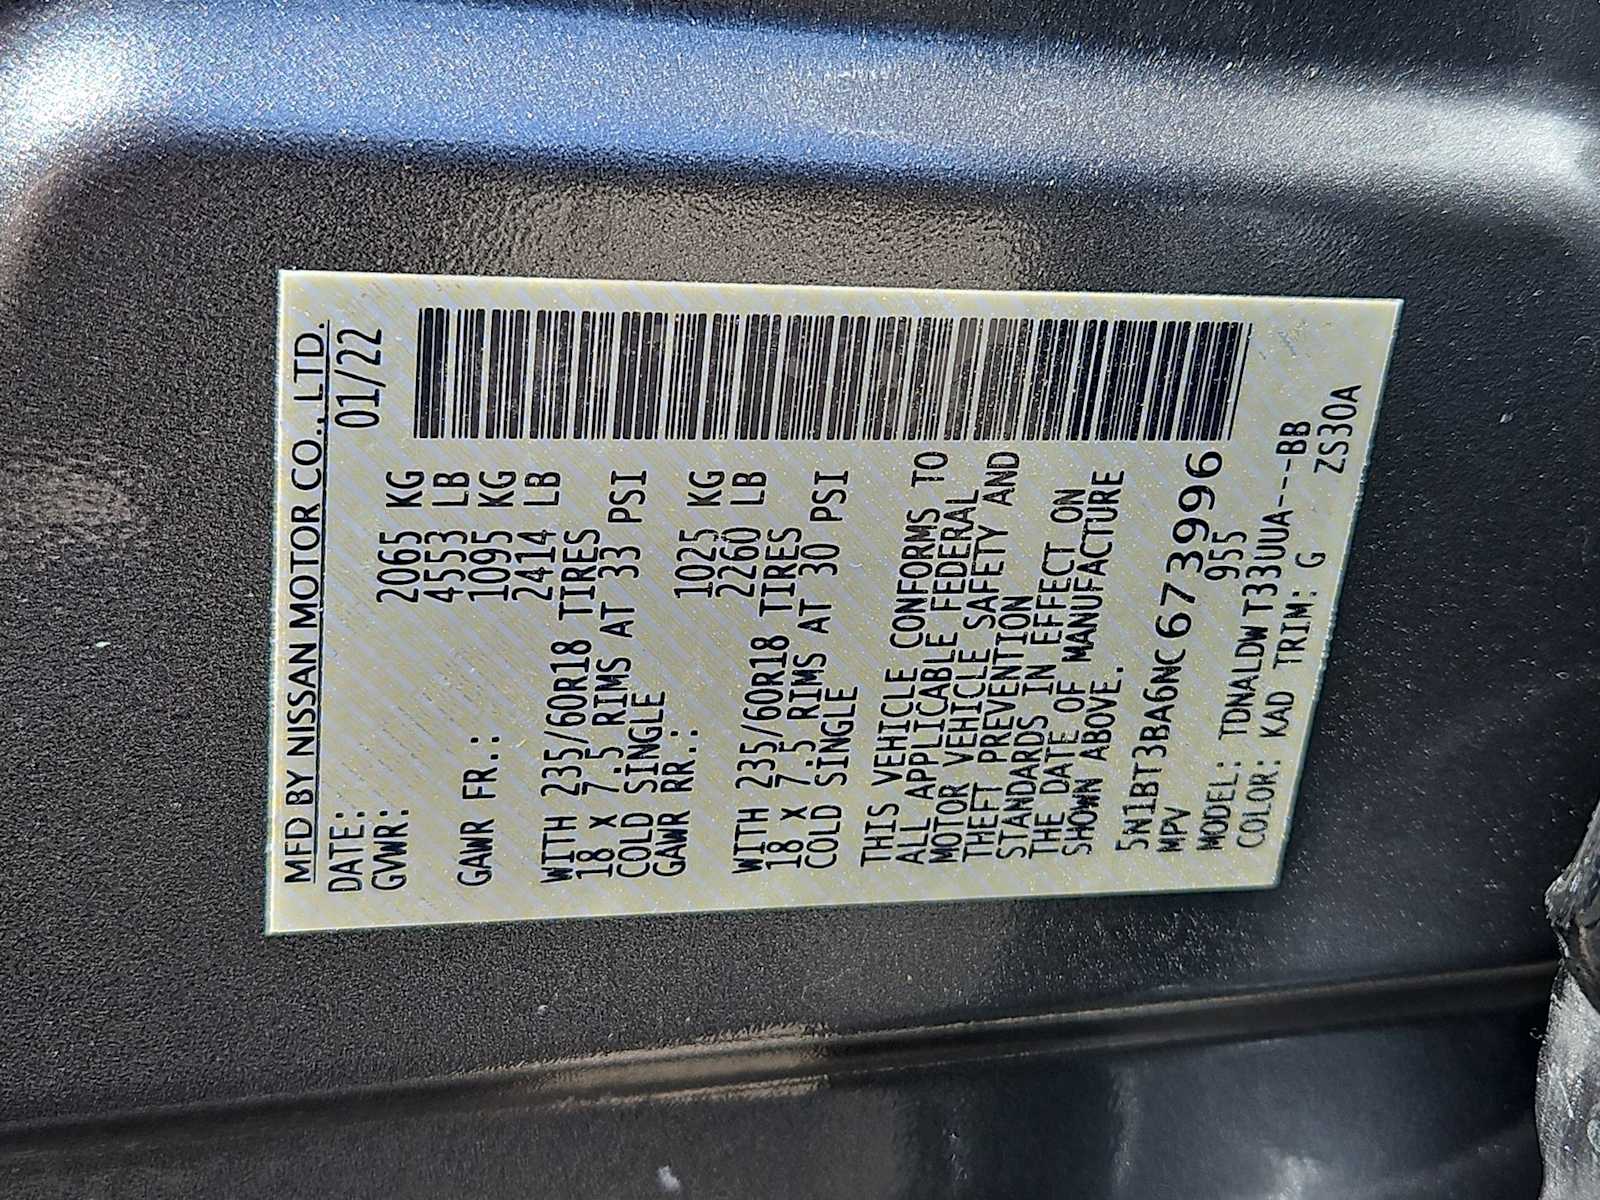 MFD BY NISSAN MOTOR CO., LTD.
DATE: 01/22
GVWR: 2065 KG
4553 LB
GAWR FR.: 1095 KG
2414 LB
WITH 235/60R18 TIRES
18 X 7.5 RIMS AT 33 PSI
COLD SINGLE
GAWR RR.: 1025 KG
2260 LB
WITH 235/60R18 TIRES
18 X 7.5 RIMS AT 30 PSI
COLD SINGLE
THIS VEHICLE CONFORMS TO
ALL APPLICABLE FEDERAL
MOTOR VEHICLE SAFETY AND
THEFT PREVENTION
STANDARDS IN EFFECT ON
THE DATE OF MANUFACTURE
SHOWN ABOVE.
5N1BT3BA6NC673996
MPV 955
MODEL: TDNALDWT33UUA---BB
COLOR: KAD TRIM: G ZS30A